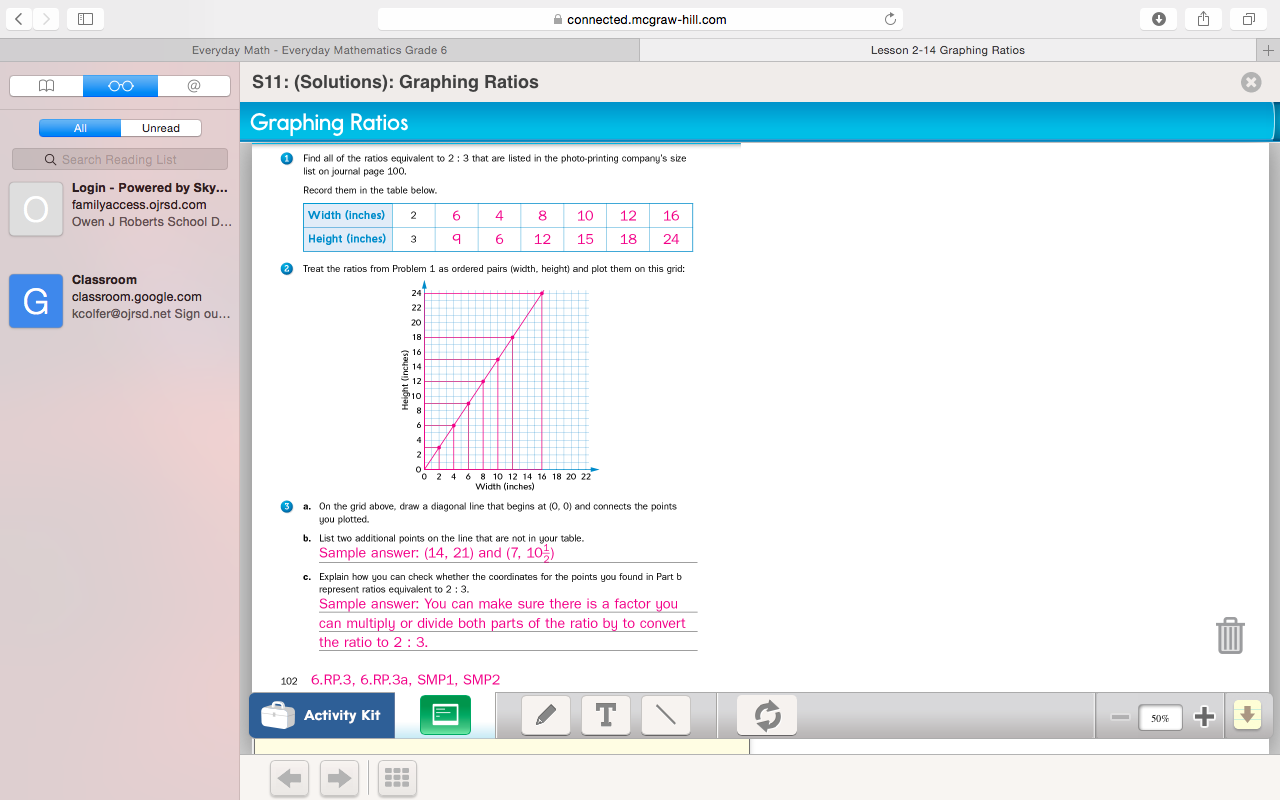 connected.mcgraw-hill.com
Everyday Math - Everyday Mathematics Grade 6
Lesson 2-14 Graphing Ratios
@
All
Unread
Search Reading List
O
Login - Powered by Sky...
familyaccess.ojrsd.com
Owen J Roberts School D...
G
Classroom
classroom.google.com
kcolfer@ojrsd.net Sign ou...
S11: (Solutions): Graphing Ratios
Graphing Ratios
1 Find all of the ratios equivalent to 2 : 3 that are listed in the photo-printing company's size
list on journal page 100.
Record them in the table below.
Width (inches) 2 6 4 8 10 12 16
Height (inches) 3 9 6 12 15 18 24
2 Treat the ratios from Problem 1 as ordered pairs (width, height) and plot them on this grid:
Height (inches)
24
22
20
18
16
14
12
10
8
6
4
2
0
0 2 4 6 8 10 12 14 16 18 20 22
Width (inches)
3 a. On the grid above, draw a diagonal line that begins at (0, 0) and connects the points
you plotted.
b. List two additional points on the line that are not in your table.
Sample answer: (14, 21) and (7, 10½)
c. Explain how you can check whether the coordinates for the points you found in Part b
represent ratios equivalent to 2 : 3.
Sample answer: You can make sure there is a factor you
can multiply or divide both parts of the ratio by to convert
the ratio to 2 : 3.
102 6.RP.3, 6.RP.3a, SMP1, SMP2
Activity Kit
T
50%